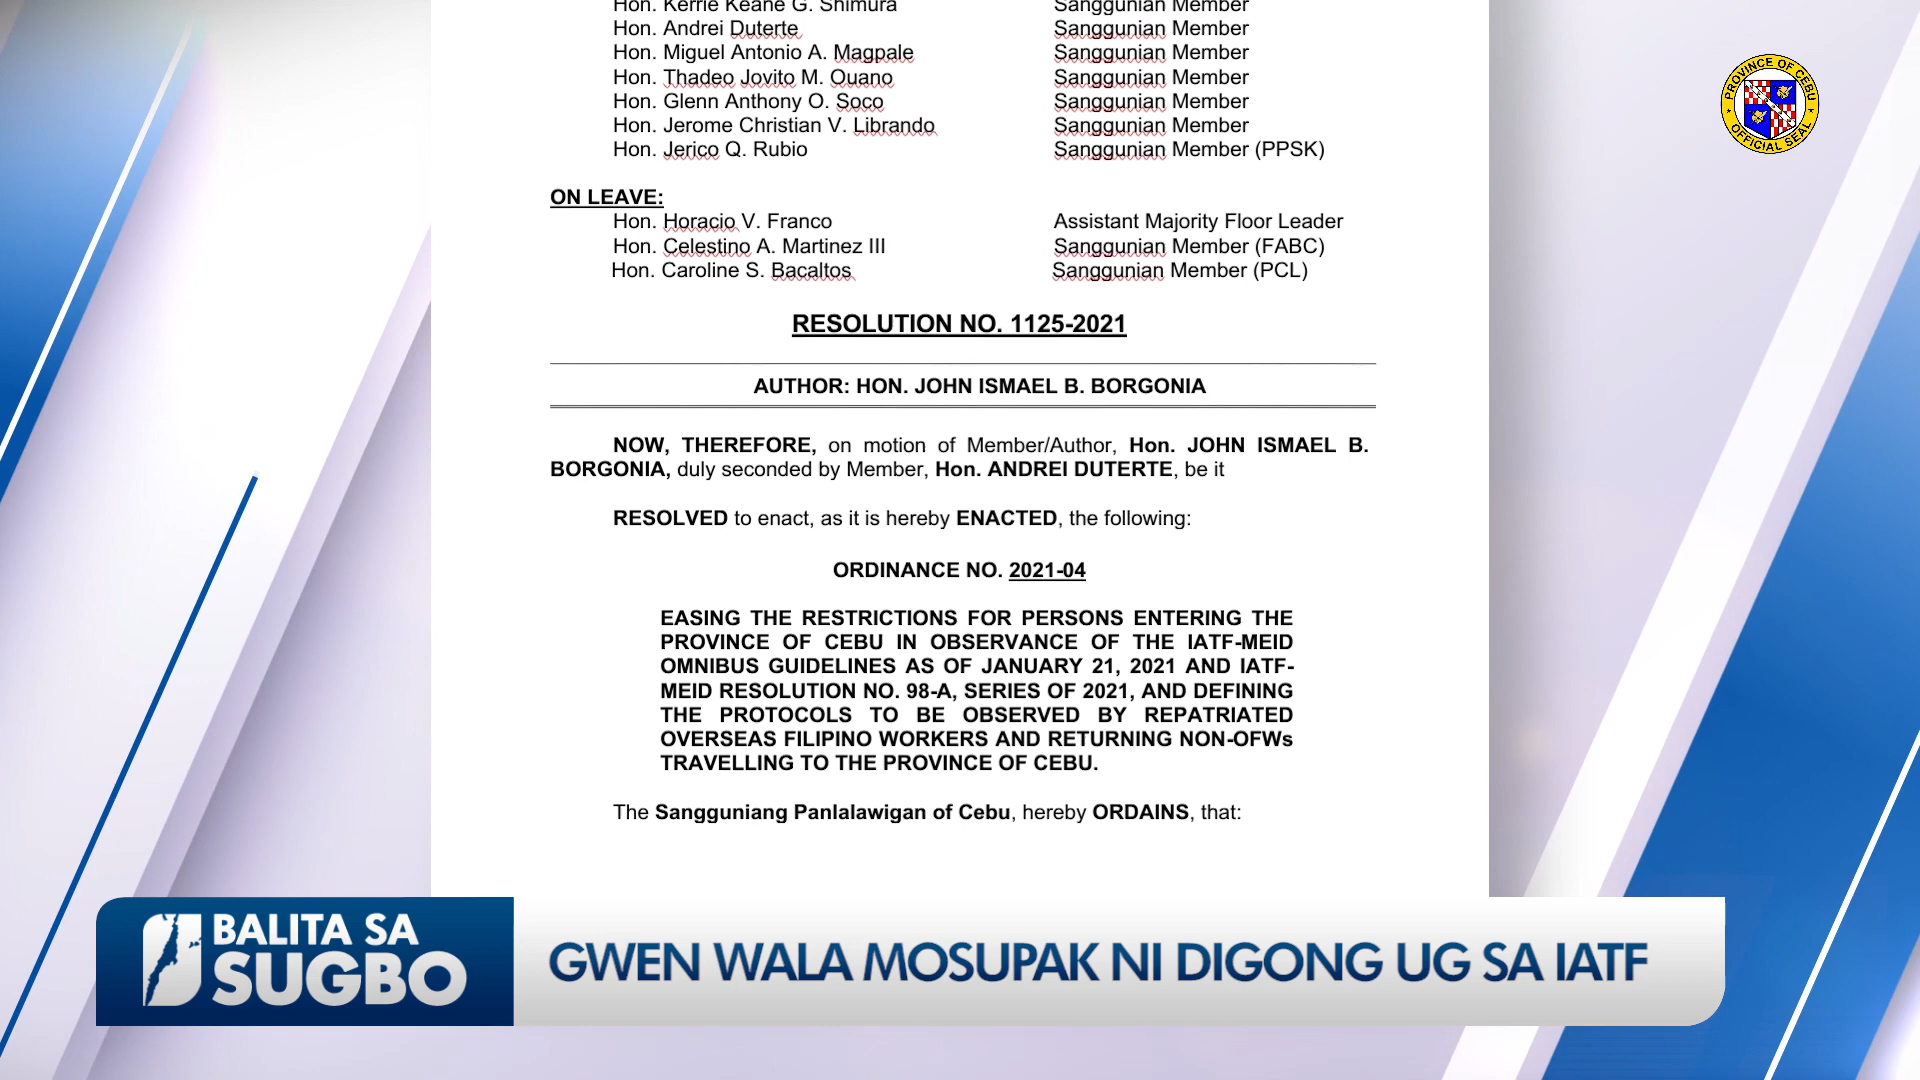 Hon. Kerrie Keane G. Shimura Sanggunian Member
Hon. Andrei Duterte Sanggunian Member
Hon. Miguel Antonio A. Magpale Sanggunian Member
Hon. Thadeo Jovito M. Ouano Sanggunian Member
Hon. Glenn Anthony O. Soco Sanggunian Member
Hon. Jerome Christian V. Librando Sanggunian Member
Hon. Jerico Q. Rubio Sanggunian Member (PPSK)
ON LEAVE:
Hon. Horacio V. Franco Assistant Majority Floor Leader
Hon. Celestino A. Martinez III Sanggunian Member (FABC)
Hon. Caroline S. Bacaltos Sanggunian Member (PCL)
RESOLUTION NO. 1125-2021
AUTHOR: HON. JOHN ISMAEL B. BORGONIA
NOW, THEREFORE, on motion of Member/Author, Hon. JOHN ISMAEL B.
BORGONIA, duly seconded by Member, Hon. ANDREI DUTERTE, be it
RESOLVED to enact, as it is hereby ENACTED, the following:
ORDINANCE NO. 2021-04
EASING THE RESTRICTIONS FOR PERSONS ENTERING THE
PROVINCE OF CEBU IN OBSERVANCE OF THE IATF-MEID
OMNIBUS GUIDELINES AS OF JANUARY 21, 2021 AND IATF-
MEID RESOLUTION NO. 98-A, SERIES OF 2021, AND DEFINING
THE PROTOCOLS TO BE OBSERVED BY REPATRIATED
OVERSEAS FILIPINO WORKERS AND RETURNING NON-OFWs
TRAVELLING TO THE PROVINCE OF CEBU.
The Sangguniang Panlalawigan of Cebu, hereby ORDAINS, that:
PROVINCE OF CEBU
OFFICIAL SEAL
BALITA SA
SUGBO
GWEN WALA MOSUPAK NI DIGONG UG SA IATF